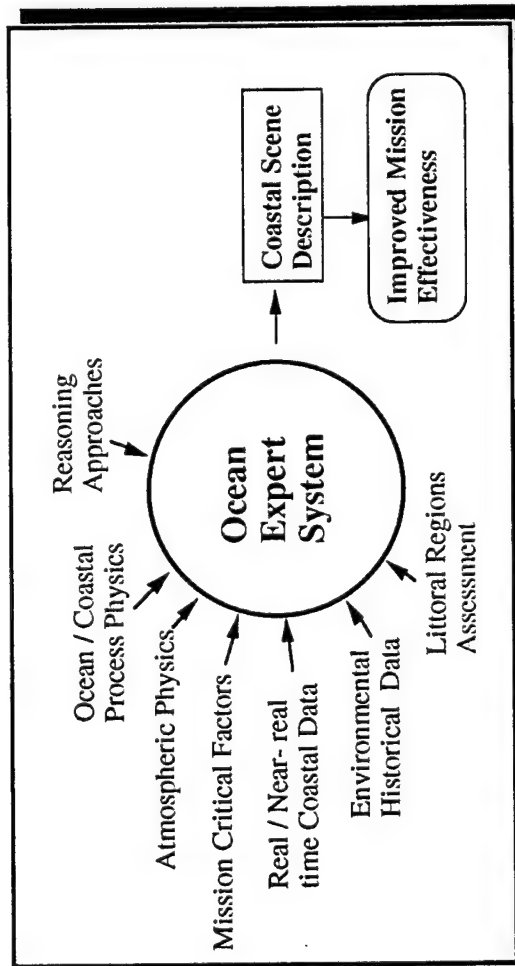 Reasoning
Approaches
Ocean / Coastal
Process Physics
Atmospheric Physics
Mission Critical Factors
Real / Near- real
time Coastal Data
Environmental
Historical Data
Littoral Regions
Assessment
Ocean
Expert
System
Coastal Scene
Description
Improved Mission
Effectiveness